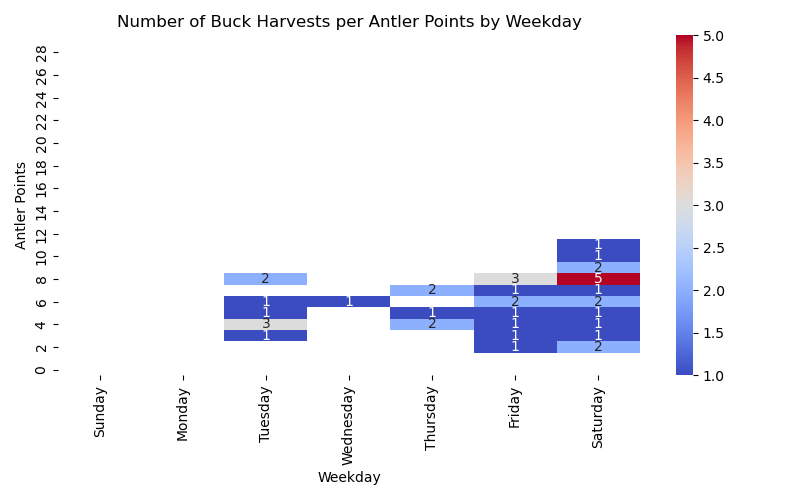 Number of Buck Harvests per Antler Points by Weekday
Antler Points
28
26
24
22
20
18
16
14
12
10
8
6
4
2
0
1
1
2
2 3 5
2 1 1
1 1 2 2
1 1 1 1
3 2 1 1
1 1 1
1 2
Sunday
Monday
Tuesday
Wednesday
Thursday
Friday
Saturday
Weekday
5.0
4.5
4.0
3.5
3.0
2.5
2.0
1.5
1.0